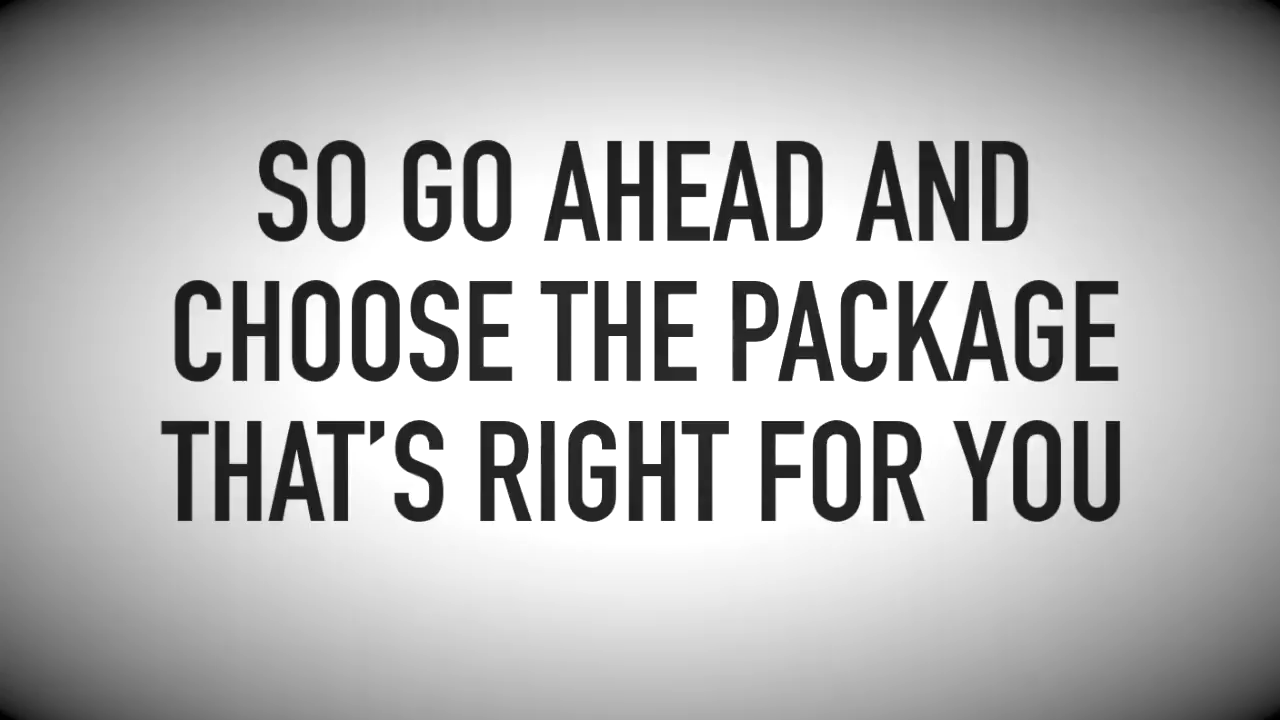 SO GO AHEAD AND
CHOOSE THE PACKAGE
THAT’S RIGHT FOR YOU